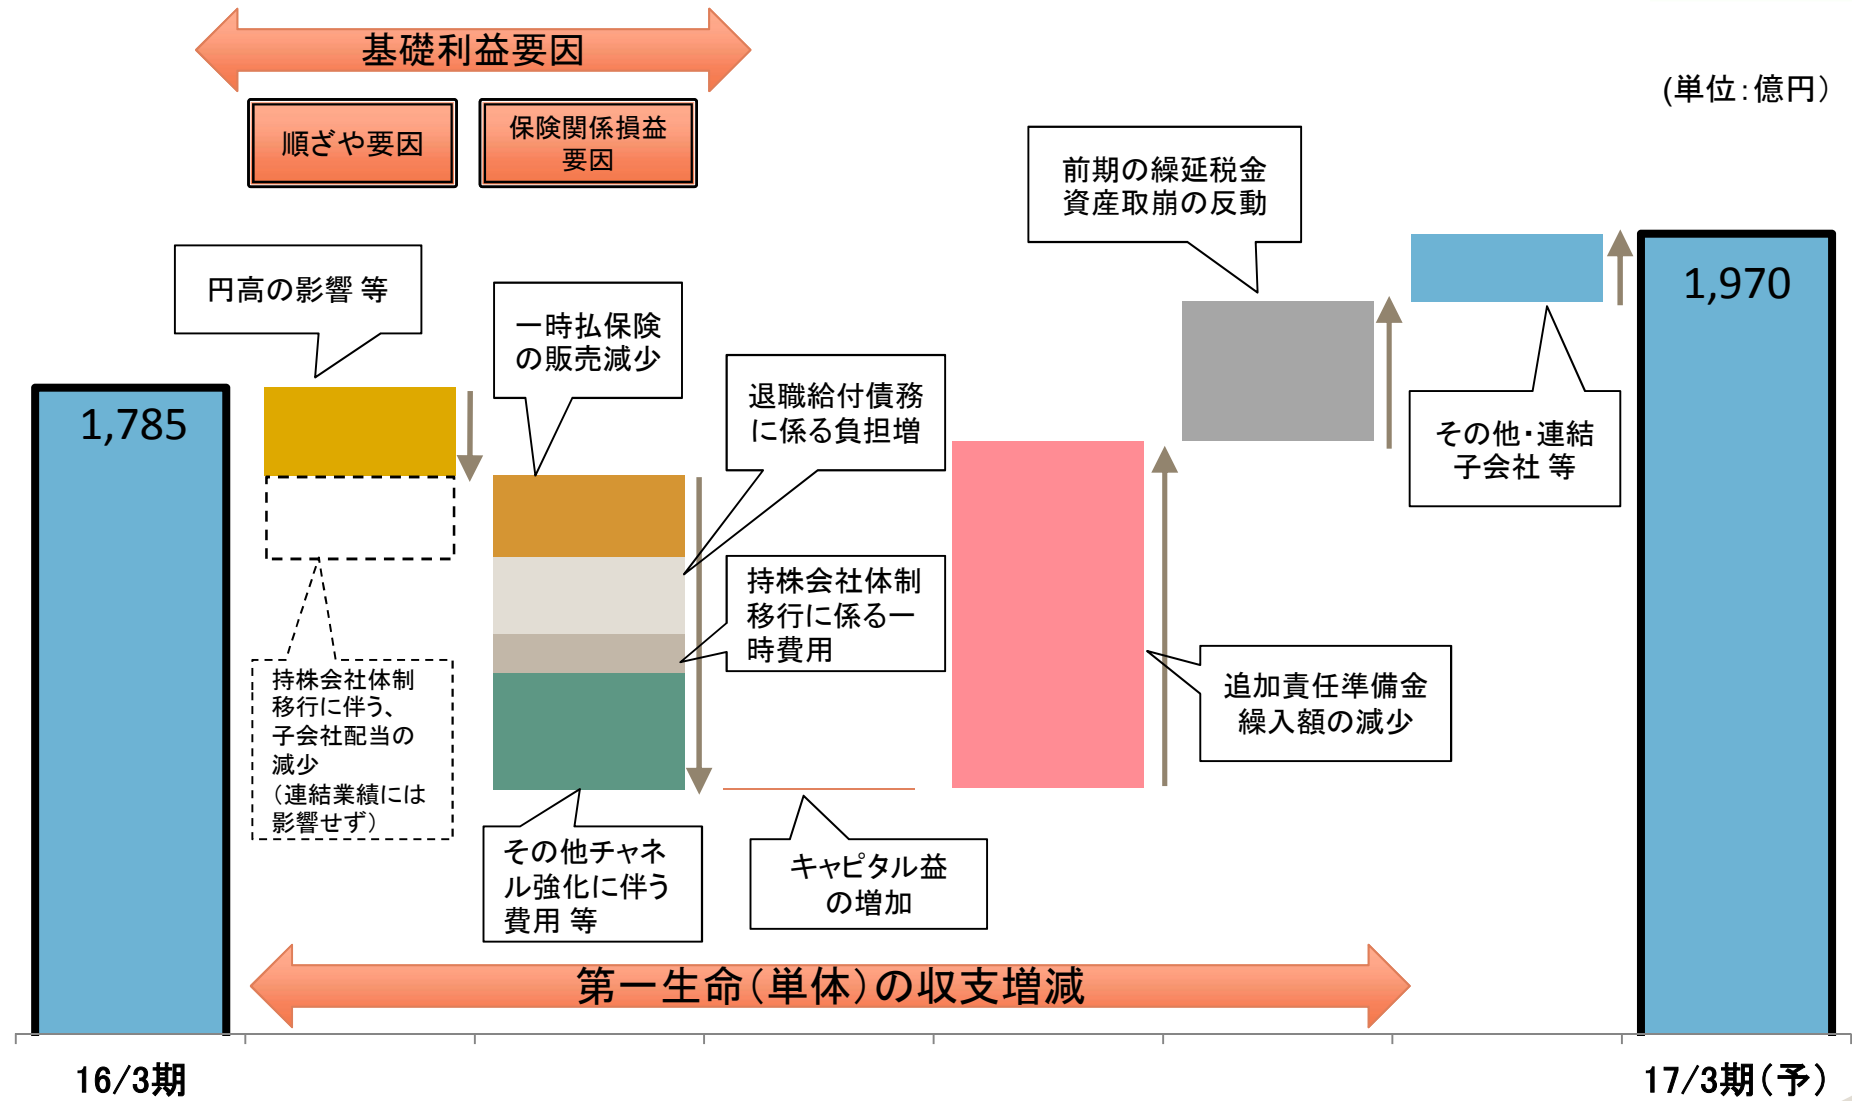 基礎利益要因
(単位：億円)
順ざや要因
保険関係損益
要因
前期の繰延税金
資産取崩の反動
円高の影響 等
1,970
一時払保険
の販売減少
退職給付債務
に係る負担増
1,785
その他・連結
子会社 等
持株会社体制
移行に係る一
時費用
持株会社体制
移行に伴う、
子会社配当の
減少
（連結業績には
影響せず）
追加責任準備金
繰入額の減少
その他チャネ
ル強化に伴う
費用 等
キャピタル益
の増加
第一生命（単体）の収支増減
16/3期
17/3期（予）